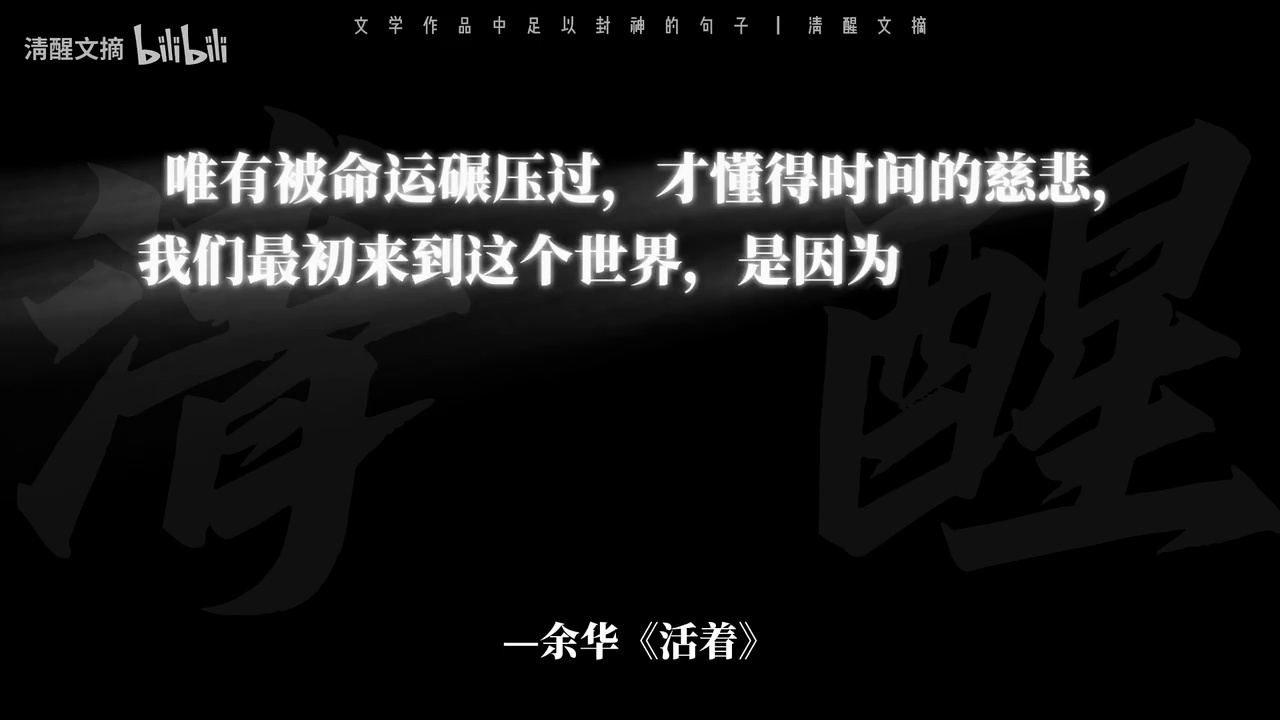 文学作品中足以封神的句子 | 清醒文摘
清醒文摘 bilibili
唯有被命运碾压过，才懂得时间的慈悲，
我们最初来到这个世界，是因为
清醒
—余华《活着》